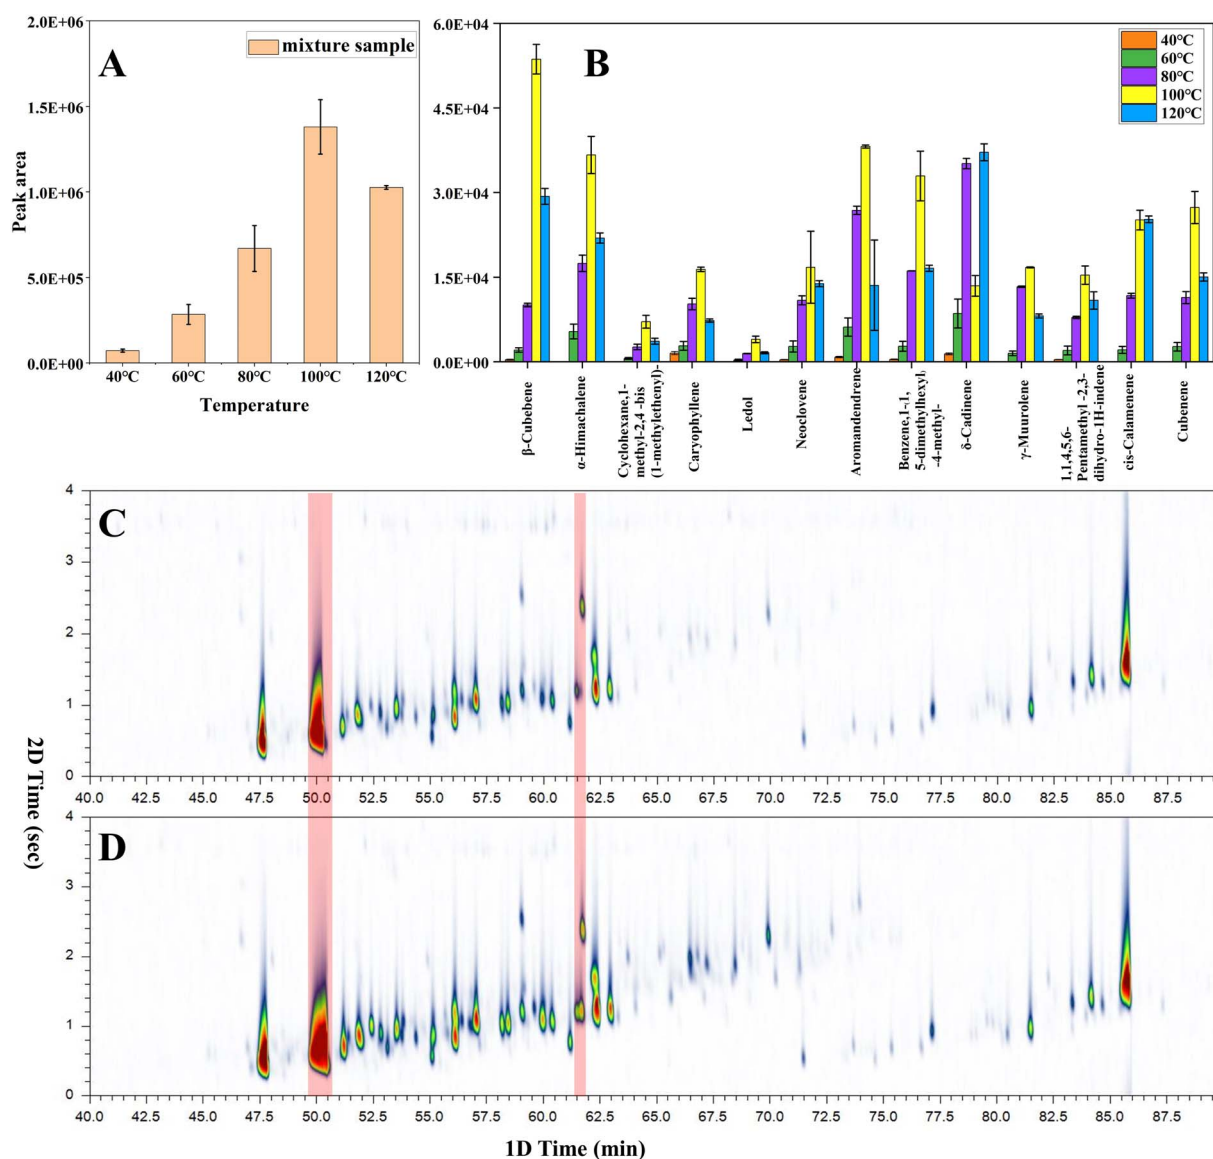 A
mixture sample
2.0E+06
1.5E+06
1.0E+06
5.0E+05
0.0E+00
Peak area
40°C 60°C 80°C 100°C 120°C
Temperature
B
40°C
60°C
80°C
100°C
120°C
6.0E+04
4.5E+04
3.0E+04
1.5E+04
0.0E+00
β-Cubebene
α-Himachalene
Cyclohexane,1-
methyl-2,4 -bis
(1-methylethenyl)-
Caryophyllene
Ledol
Neoclovene
Aromandendrene
Benzene,1-1,
5-dimethylhexyl,
-4-methyl-
δ-Cadinene
γ-Muurolene
1,1,4,5,6-
Pentamethyl -2,3-
dihydro-1H-indene
cis-Calamenene
Cubenene
C
4
3
2
1
0
40.0 42.5 45.0 47.5 50.0 52.5 55.0 57.5 60.0 62.5 65.0 67.5 70.0 72.5 75.0 77.5 80.0 82.5 85.0 87.5
2D Time (sec)
D
4
3
2
1
0
40.0 42.5 45.0 47.5 50.0 52.5 55.0 57.5 60.0 62.5 65.0 67.5 70.0 72.5 75.0 77.5 80.0 82.5 85.0 87.5
1D Time (min)